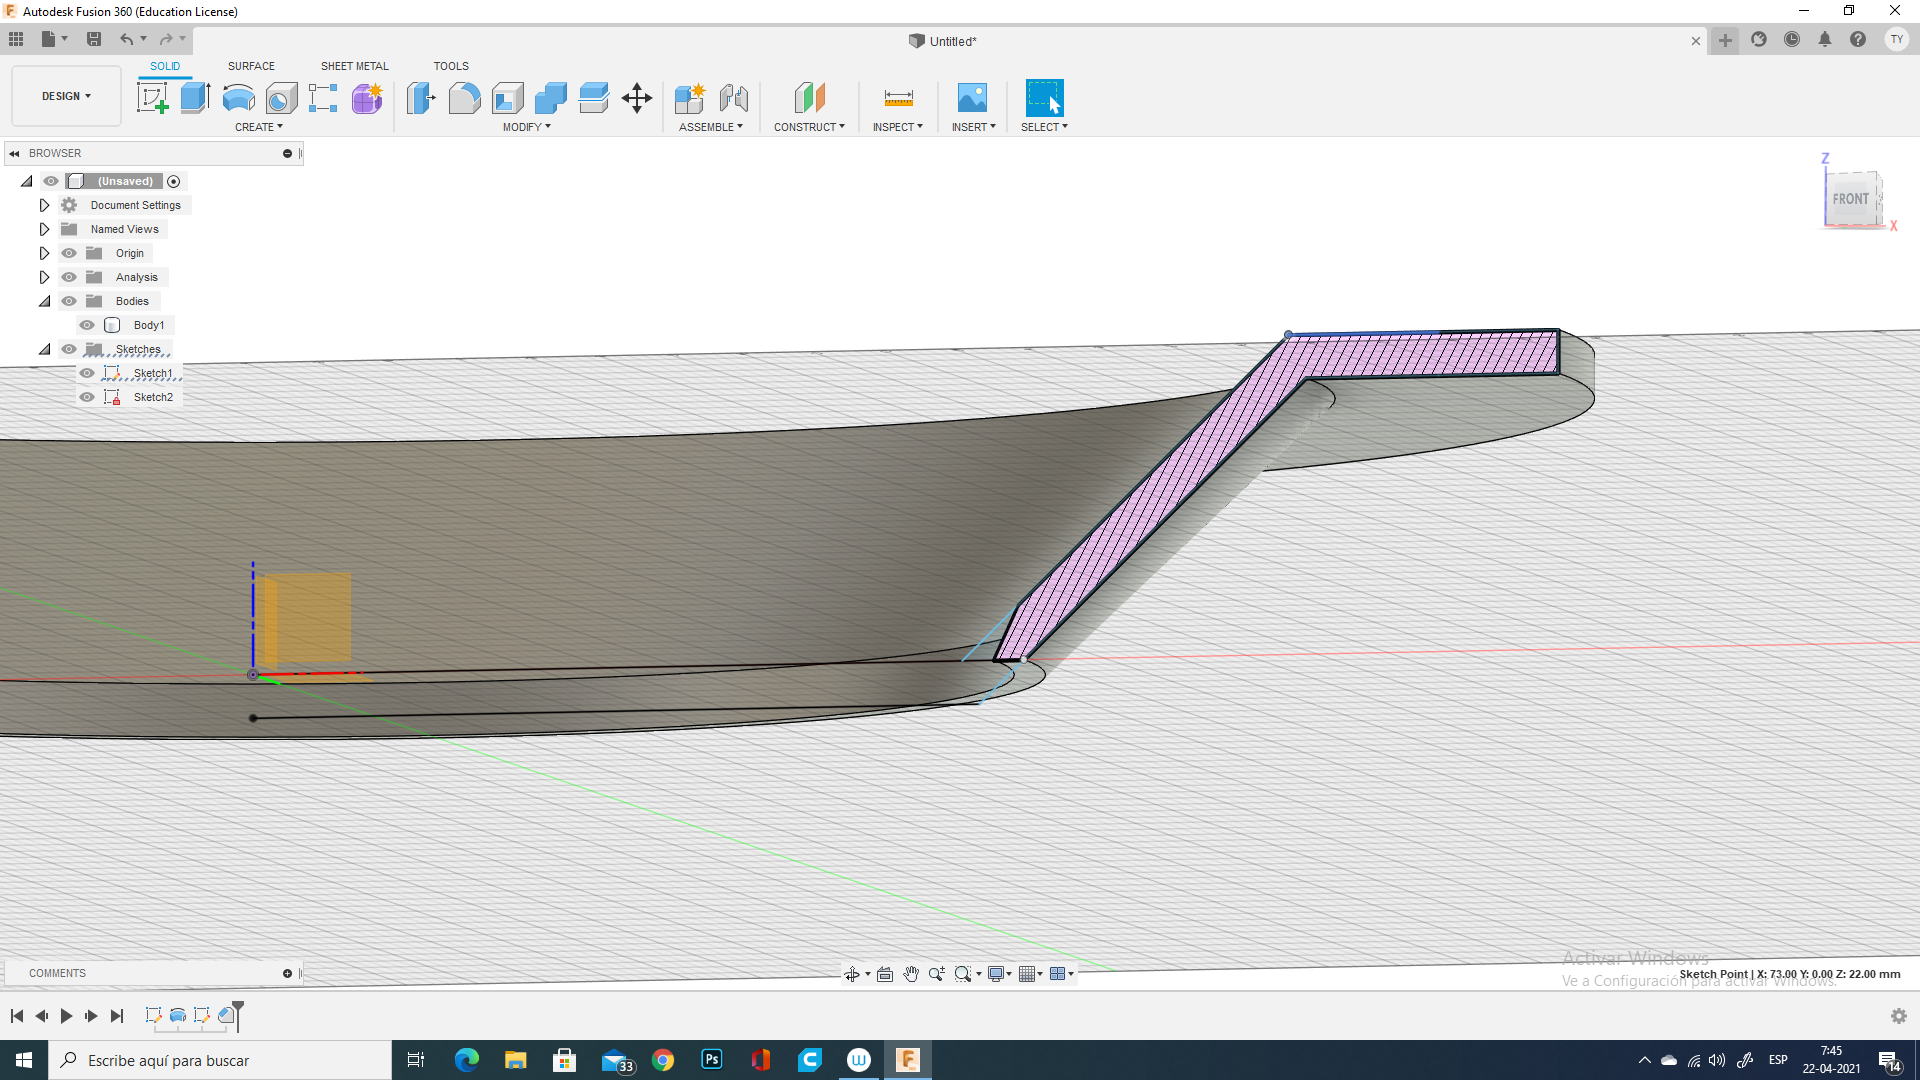 Autodesk Fusion 360 (Education License)
Untitled*
TY
DESIGN
SOLID
SURFACE
SHEET METAL
TOOLS
CREATE
MODIFY
ASSEMBLE
CONSTRUCT
INSPECT
INSERT
SELECT
BROWSER
(Unsaved)
Document Settings
Named Views
Origin
Analysis
Bodies
Body1
Sketches
Sketch1
Sketch2
Z
FRONT
X
COMMENTS
Activar Windows
Sketch Point | X: 73.00 Y: 0.00 Z: 22.00 mm
Ve a Configuración para activar Windows.
Escribe aquí para buscar
33
Ps
ESP
7:45
22-04-2021
14